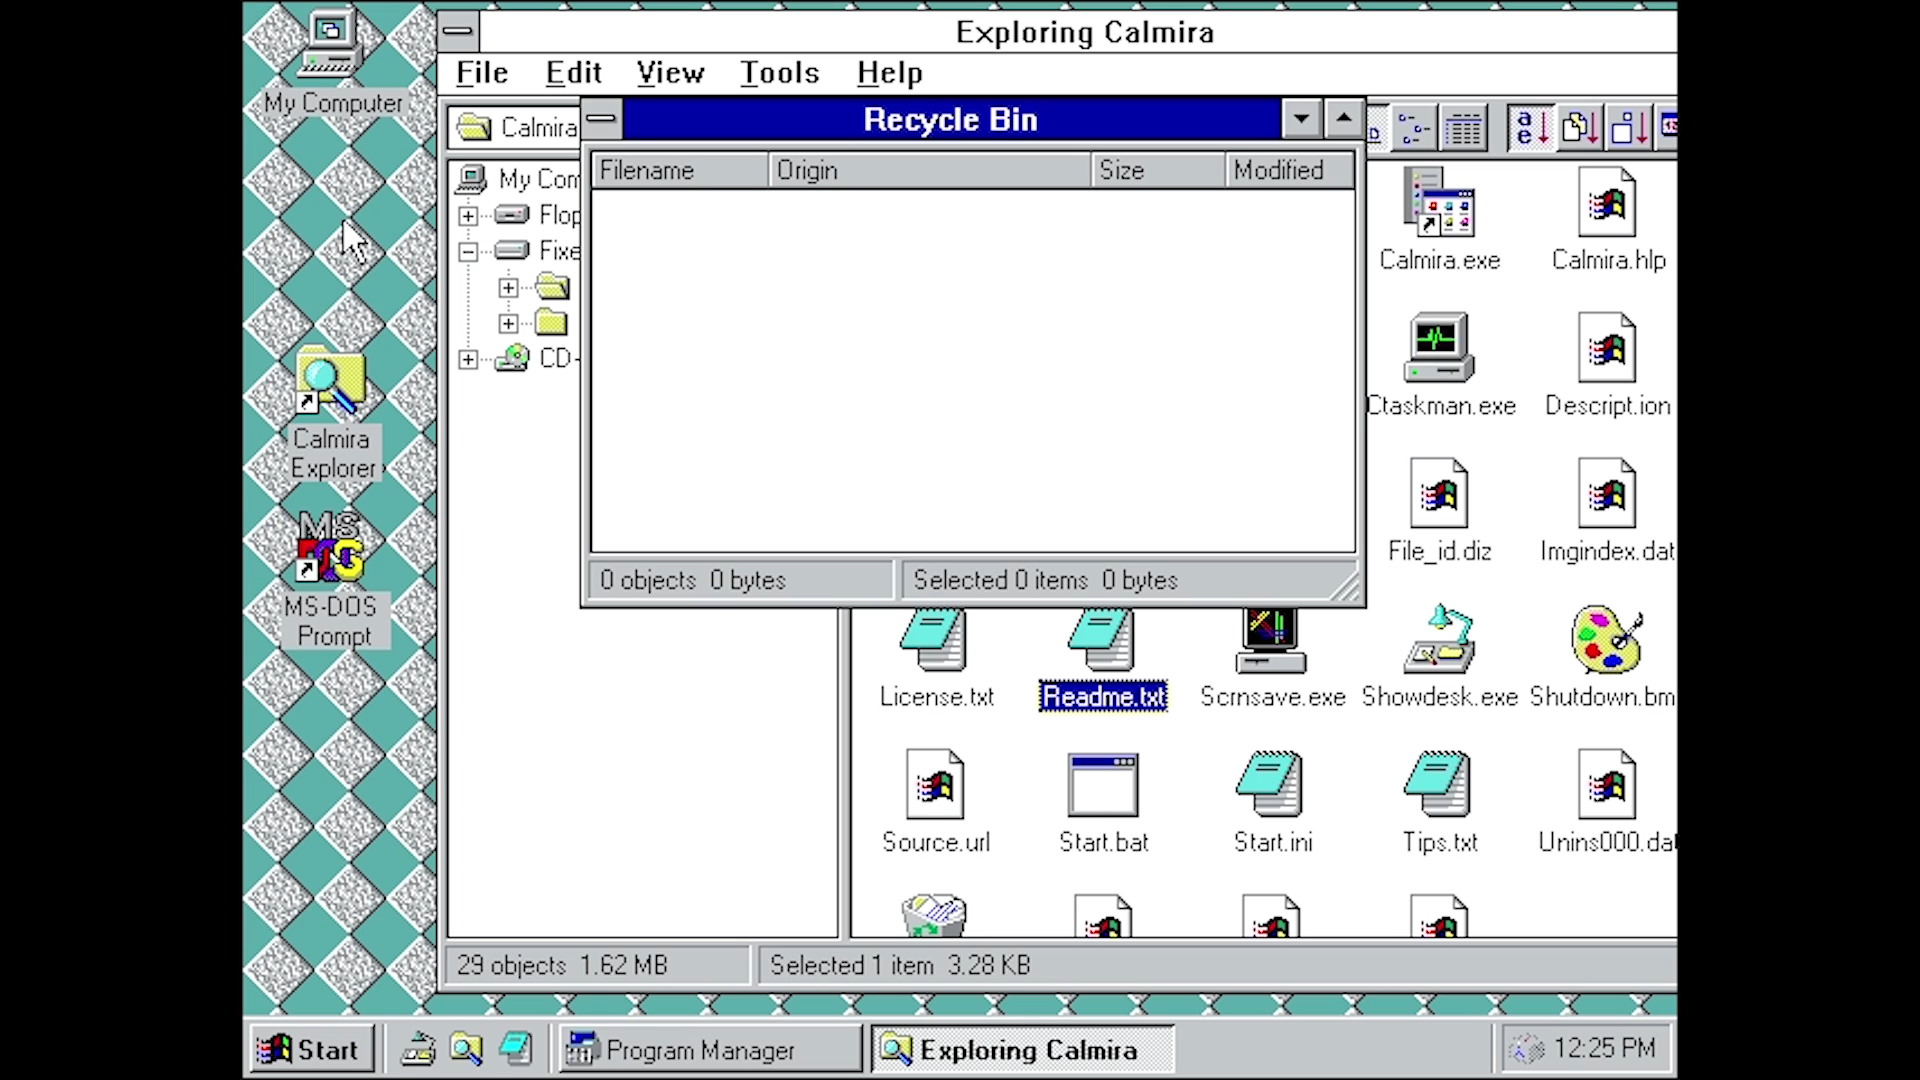 My Computer
Calmira
Explorer
MS-DOS
Prompt
Exploring Calmira
File Edit View Tools Help
Calmira
My Com
Flop
Fixe
CD-
Recycle Bin
Filename Origin Size Modified
0 objects 0 bytes Selected 0 items 0 bytes
Calmira.exe Calmira.hlp
Ctaskman.exe Descript.ion
File_id.diz Imgindex.dat
License.txt Readme.txt Scrnsave.exe Showdesk.exe Shutdown.bm
Source.url Start.bat Start.ini Tips.txt Unins000.da
29 objects 1.62 MB Selected 1 item 3.28 KB
Start Program Manager Exploring Calmira 12:25 PM